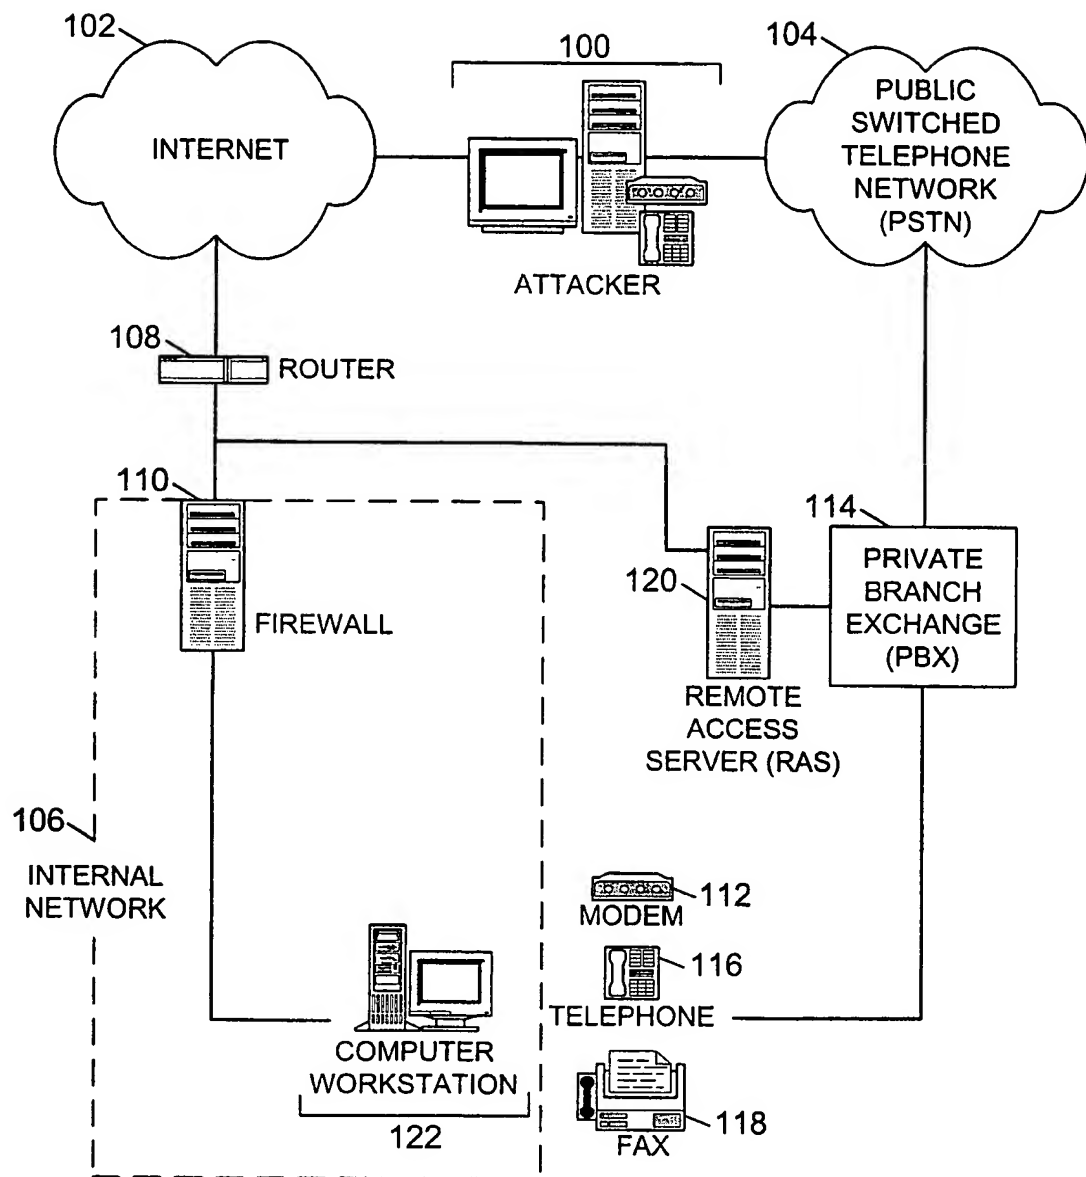 102
100
104
INTERNET
PUBLIC
SWITCHED
TELEPHONE
NETWORK
(PSTN)
ATTACKER
108
ROUTER
110
114
FIREWALL
120
PRIVATE
BRANCH
EXCHANGE
(PBX)
REMOTE
ACCESS
SERVER (RAS)
106
INTERNAL
NETWORK
112
MODEM
116
TELEPHONE
COMPUTER
WORKSTATION
122
118
FAX